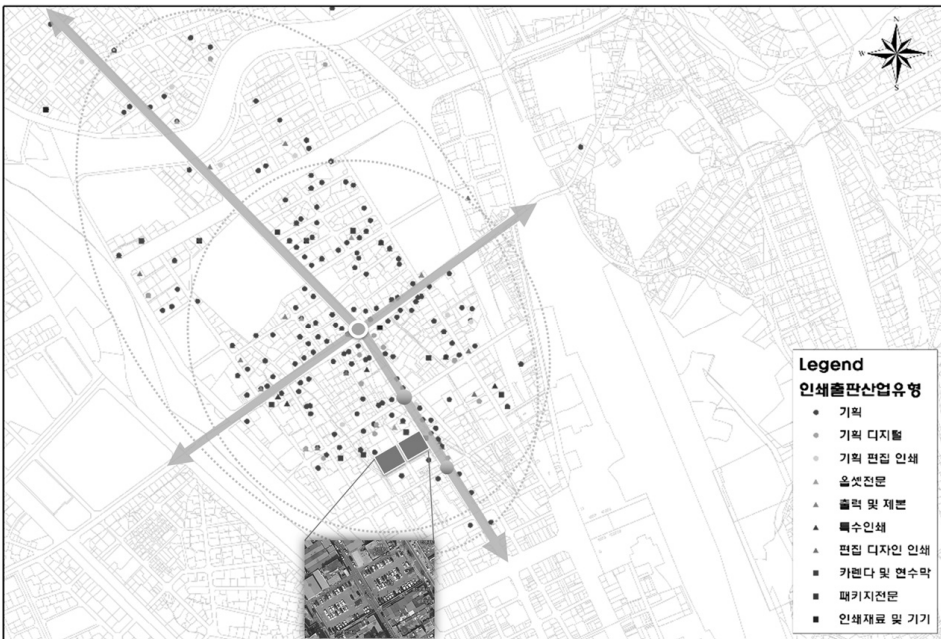 N
W
E
S
Legend
인쇄출판산업유형
기획
기획 디지털
기획 편집 인쇄
옵셋전문
출력 및 제본
특수인쇄
편집 디자인 인쇄
카렌다 및 현수막
패키지전문
인쇄재료 및 기기